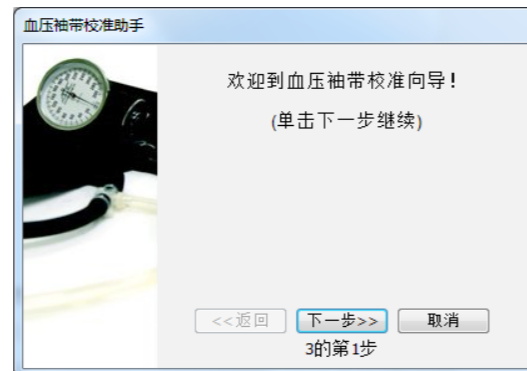 血压袖带校准助手
欢迎到血压袖带校准向导！
(单击下一步继续)
<<返回 下一步>> 取消
3的第1步